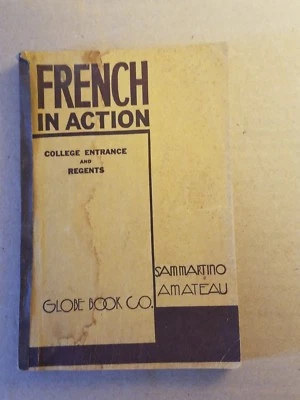 FRENCH
IN ACTION
COLLEGE ENTRANCE
AND
REGENTS
SAMMARTINO
AMATEAU
GLOBE BOOK CO.